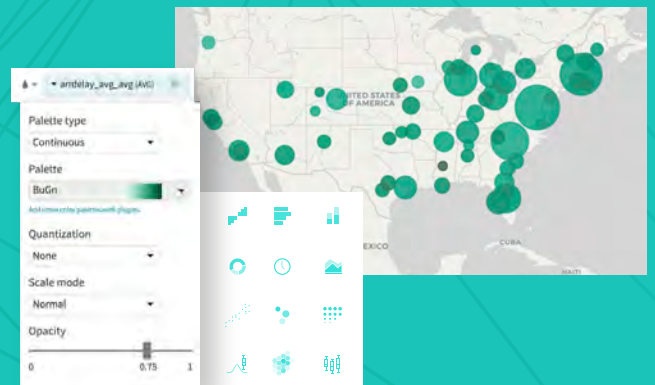 UNITED STATES
OF AMERICA
MEXICO
CUBA
HAITI
arrdelay_avg_avg (AVG)
Palette type
Continuous
Palette
BuGn
Quantization
None
Scale mode
Normal
Opacity
0
0.75
1